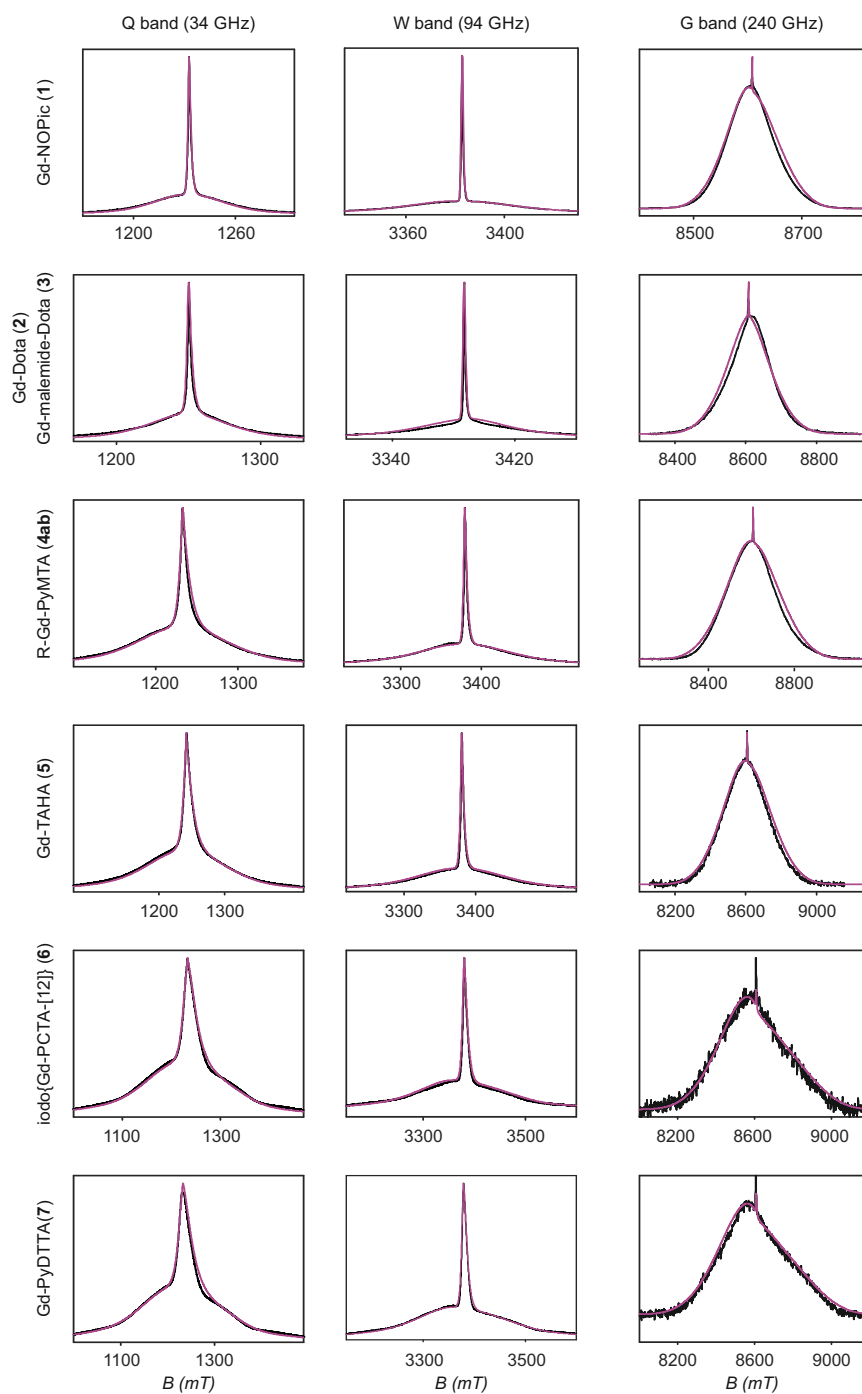 Q band (34 GHz)
W band (94 GHz)
G band (240 GHz)
Gd-NOPic (1)
1200 1260
3360 3400
8500 8700
Gd-Dota (2)
Gd-malemide-Dota (3)
1200 1300
3340 3420
8400 8600 8800
R-Gd-PyMTA (4ab)
1200 1300
3300 3400
8400 8800
Gd-TAHA (5)
1200 1300
3300 3400
8200 8600 9000
iodo{Gd-PCTA-[12]} (6)
1100 1300
3300 3500
8200 8600 9000
Gd-PyDTTA(7)
1100 1300
3300 3500
8200 8600 9000
B (mT)
B (mT)
B (mT)